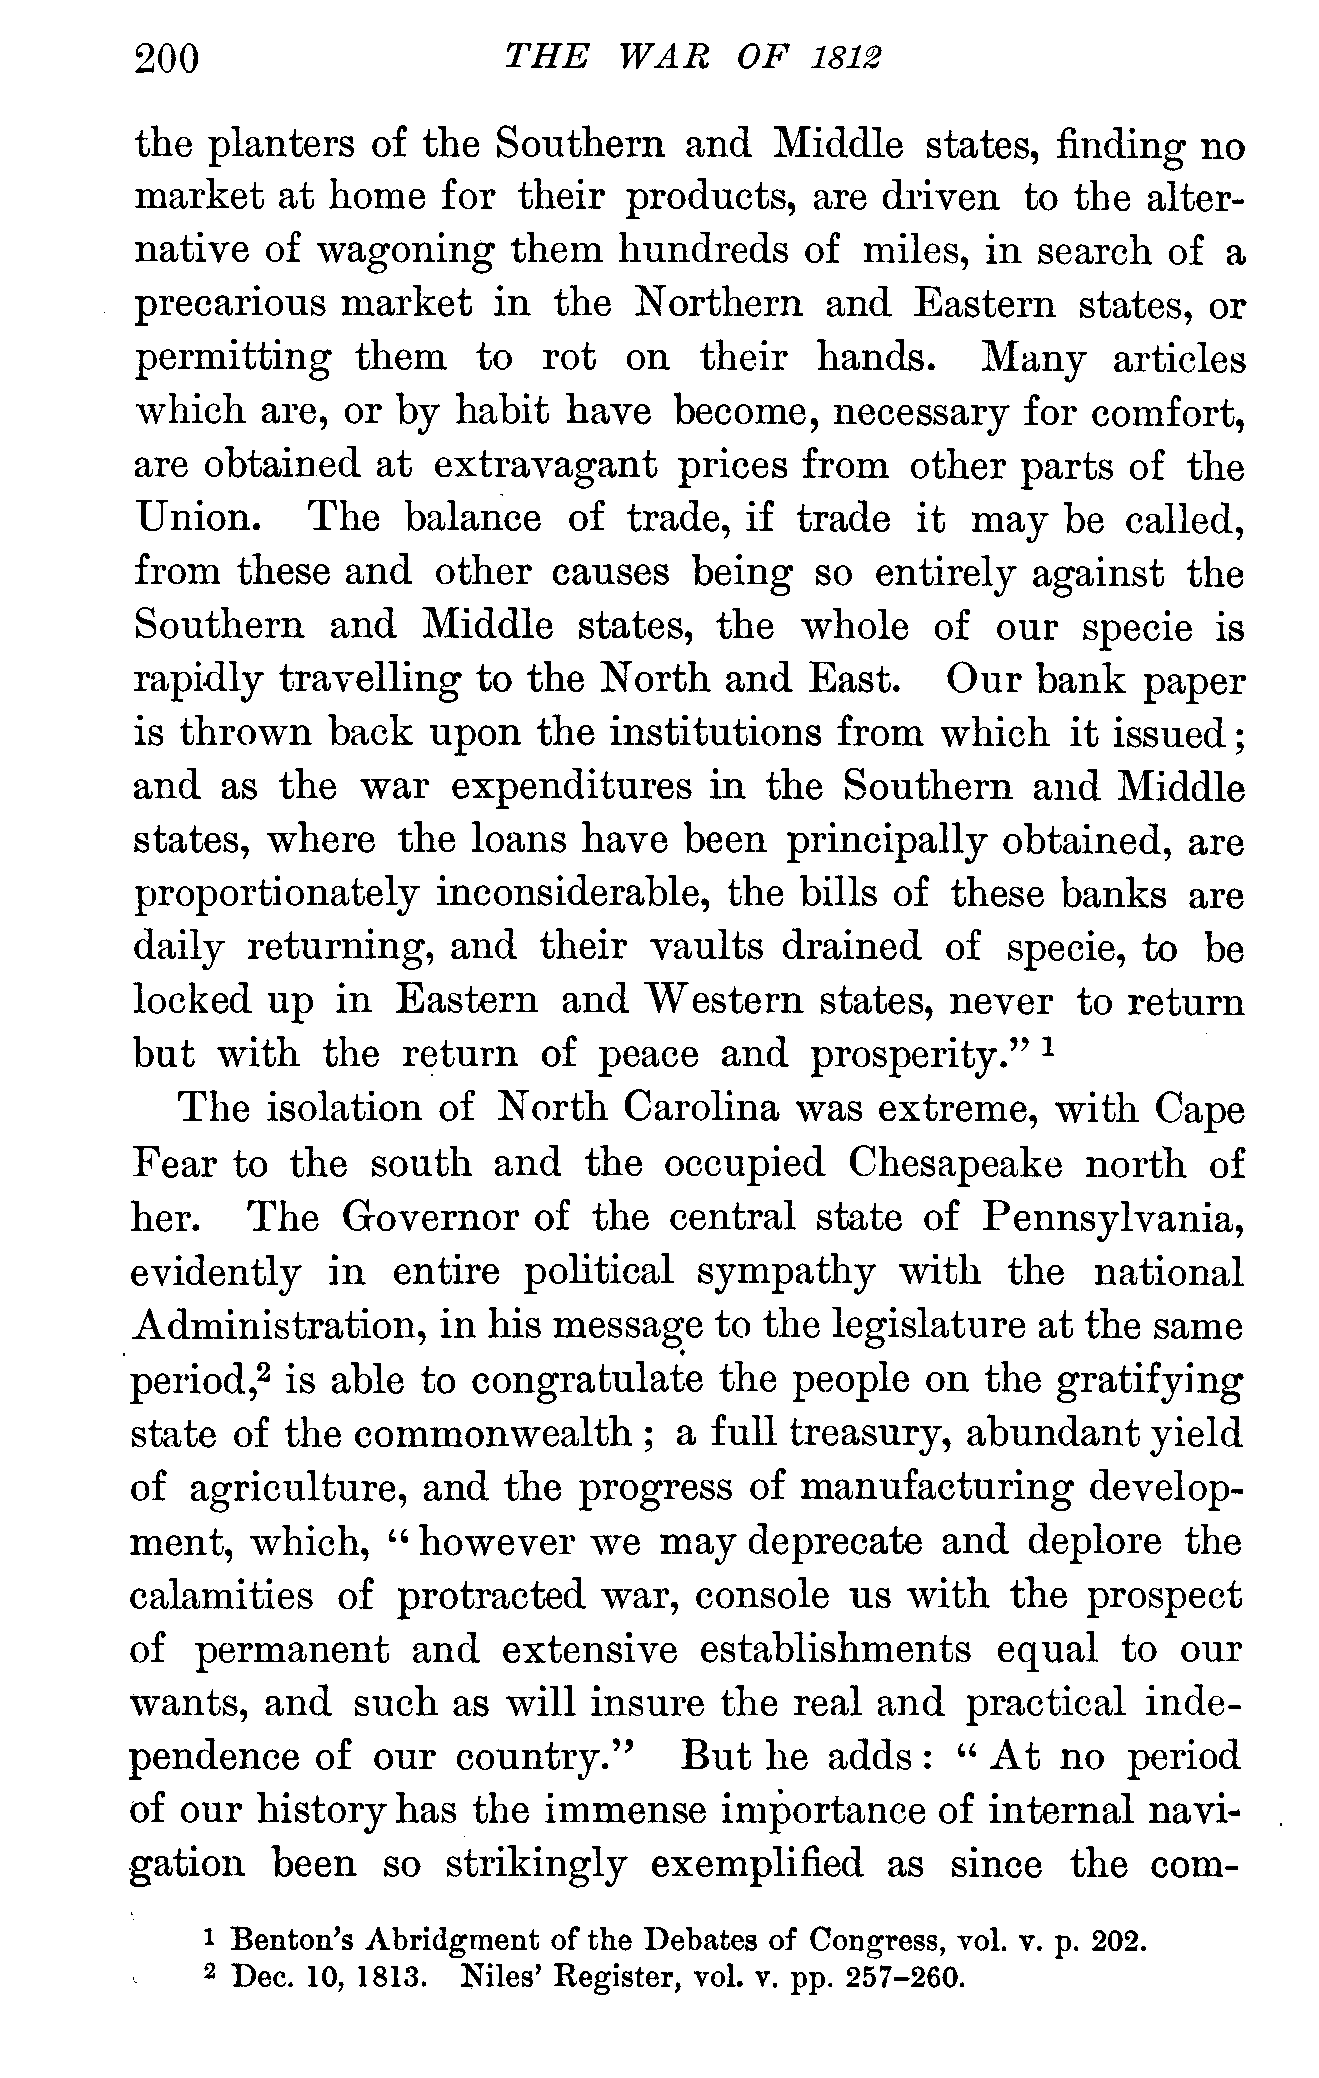 200 THE WAR OF 1812
the planters of the Southern and Middle states, finding no
market at home for their products, are driven to the alter-
native of wagoning them hundreds of miles, in search of a
precarious market in the Northern and Eastern states, or
permitting them to rot on their hands. Many articles
which are, or by habit have become, necessary for comfort,
are obtained at extravagant prices from other parts of the
Union. The balance of trade, if trade it may be called,
from these and other causes being so entirely against the
Southern and Middle states, the whole of our specie is
rapidly travelling to the North and East. Our bank paper
is thrown back upon the institutions from which it issued;
and as the war expenditures in the Southern and Middle
states, where the loans have been principally obtained, are
proportionately inconsiderable, the bills of these banks are
daily returning, and their vaults drained of specie, to be
locked up in Eastern and Western states, never to return
but with the return of peace and prosperity." 1
The isolation of North Carolina was extreme, with Cape
Fear to the south and the occupied Chesapeake north of
her. The Governor of the central state of Pennsylvania,
evidently in entire political sympathy with the national
Administration, in his message to the legislature at the same
period,2 is able to congratulate the people on the gratifying
state of the commonwealth; a full treasury, abundant yield
of agriculture, and the progress of manufacturing develop-
ment, which, "however we may deprecate and deplore the
calamities of protracted war, console us with the prospect
of permanent and extensive establishments equal to our
wants, and such as will insure the real and practical inde-
pendence of our country." But he adds: "At no period
of our history has the immense importance of internal navi-
gation been so strikingly exemplified as since the com-
1 Benton's Abridgment of the Debates of Congress, vol. v. p. 202.
2 Dec. 10, 1813. Niles' Register, vol. v. pp. 257–260.